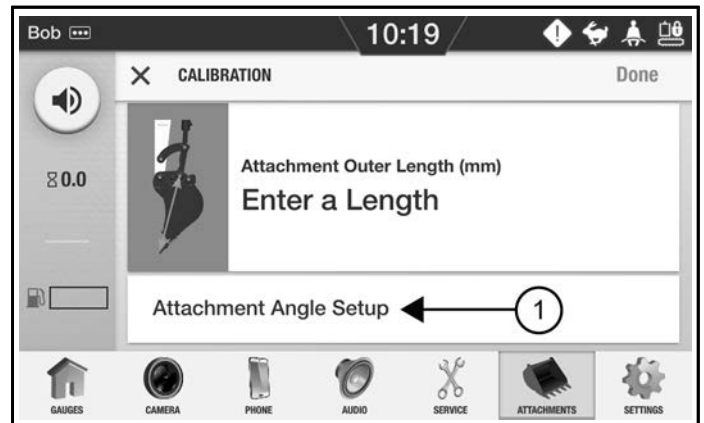 Bob
10:19
CALIBRATION
Done
Attachment Outer Length (mm)
Enter a Length
0.0
Attachment Angle Setup
1
GAUGES
CAMERA
PHONE
AUDIO
SERVICE
ATTACHMENTS
SETTINGS